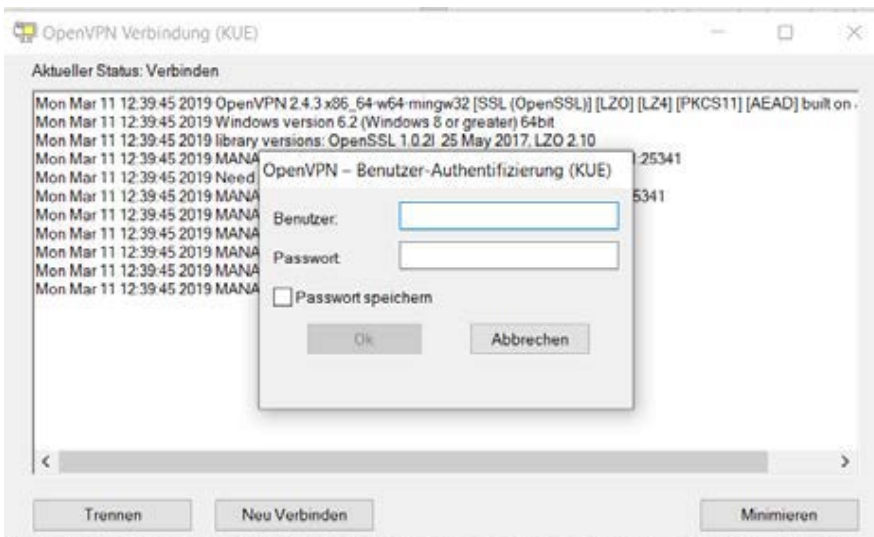 OpenVPN Verbindung (KUE)
Aktueller Status: Verbinden
Mon Mar 11 12:39:45 2019 OpenVPN 2.4.3 x86_64-w64-mingw32 [SSL (OpenSSL)] [LZO] [LZ4] [PKCS11] [AEAD] built on
Mon Mar 11 12:39:45 2019 Windows version 6.2 (Windows 8 or greater) 64bit
Mon Mar 11 12:39:45 2019 library versions: OpenSSL 1.0.2l 25 May 2017, LZO 2.10
Mon Mar 11 12:39:45 2019 MANA :25341
Mon Mar 11 12:39:45 2019 Need
Mon Mar 11 12:39:45 2019 MANA 5341
Mon Mar 11 12:39:45 2019 MANA
Mon Mar 11 12:39:45 2019 MANA
Mon Mar 11 12:39:45 2019 MANA
Mon Mar 11 12:39:45 2019 MANA
Mon Mar 11 12:39:45 2019 MANA
OpenVPN – Benutzer-Authentifizierung (KUE)
Benutzer:
Passwort:
Passwort speichern
Ok
Abbrechen
Trennen
Neu Verbinden
Minimieren